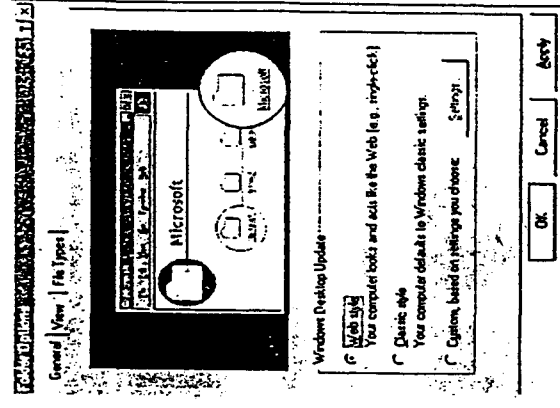 Folder Options
General View File Types
Microsoft
Microsoft
Windows Desktop Update
Web style
Your computer looks and acts like the Web (e.g., single-click)
Classic style
Your computer defaults to Windows classic settings.
Custom, based on settings you choose:
Settings...
OK Cancel Apply